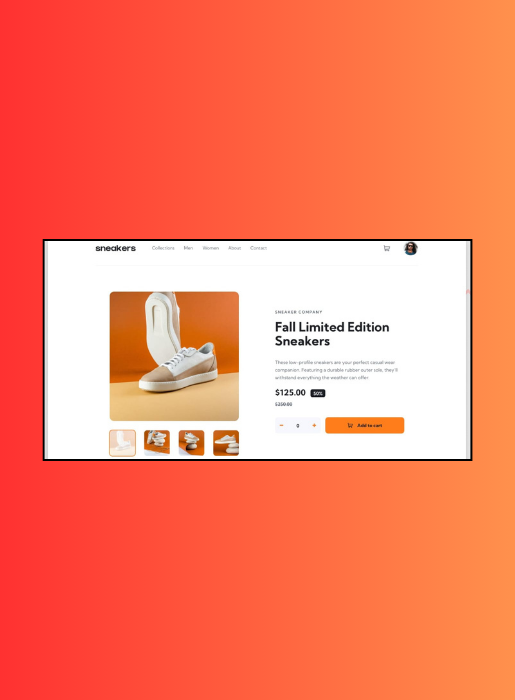 sneakers Collections Men Women About Contact
SNEAKER COMPANY
Fall Limited Edition
Sneakers
These low-profile sneakers are your perfect casual wear
companion. Featuring a durable rubber outer sole, they'll
withstand everything the weather can offer.
$125.00 50%
$250.00
− 0 + Add to cart